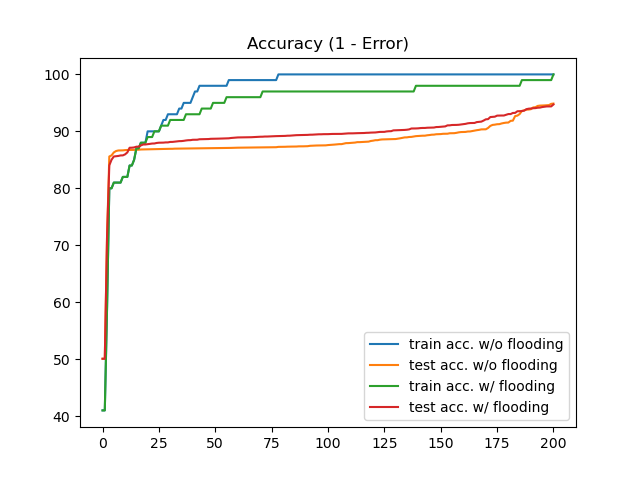 Accuracy (1 - Error)
100
90
80
70
60
50
40
train acc. w/o flooding
test acc. w/o flooding
train acc. w/ flooding
test acc. w/ flooding
0 25 50 75 100 125 150 175 200